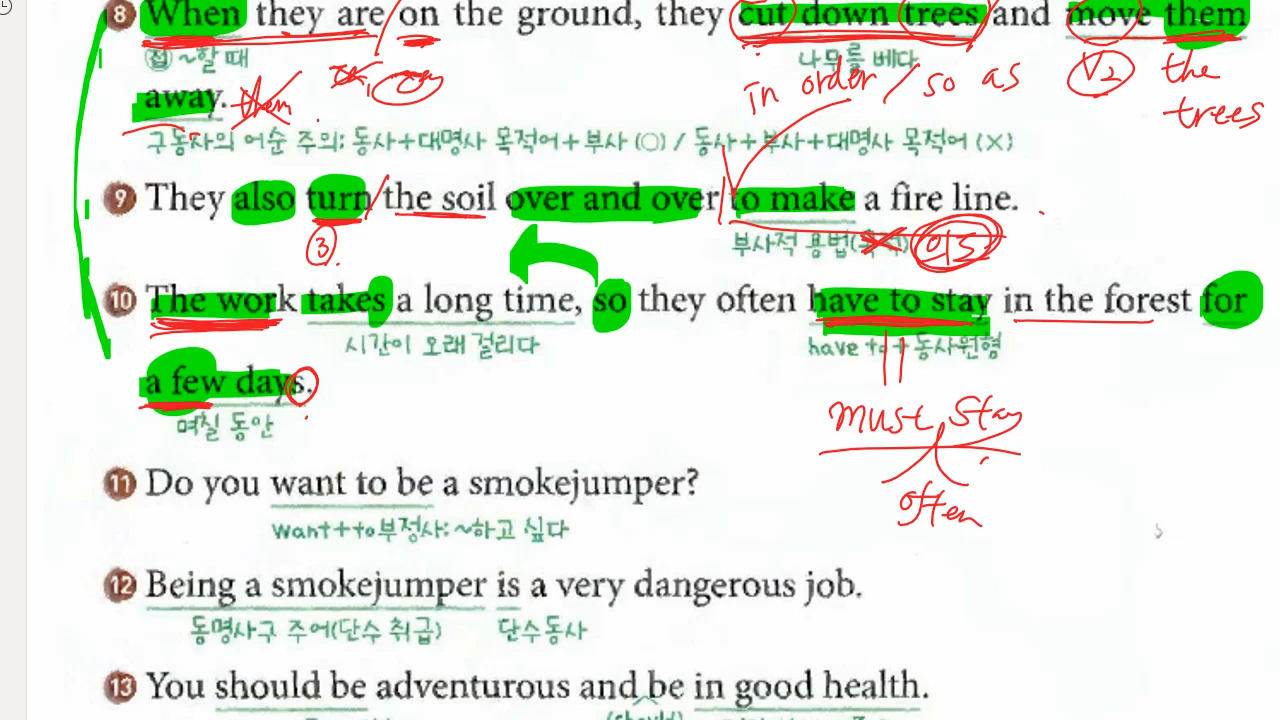 8 When they are on the ground, they cut down trees and move them
접 ~할 때
나무를 베다
In order / so as
V2
the
trees
away. them
구동사의 어순 주의: 동사+대명사 목적어+부사 (○) / 동사+부사+대명사 목적어 (×)
9 They also turn the soil over and over to make a fire line.
3
부사적 용법(목적)
10 The work takes a long time, so they often have to stay in the forest for
시간이 오래 걸리다
have to + 동사원형
a few days.
며칠 동안
must stay
often
11 Do you want to be a smokejumper?
want+to부정사: ~하고 싶다
12 Being a smokejumper is a very dangerous job.
동명사구 주어(단수 취급)
단수동사
13 You should be adventurous and be in good health.
(should)